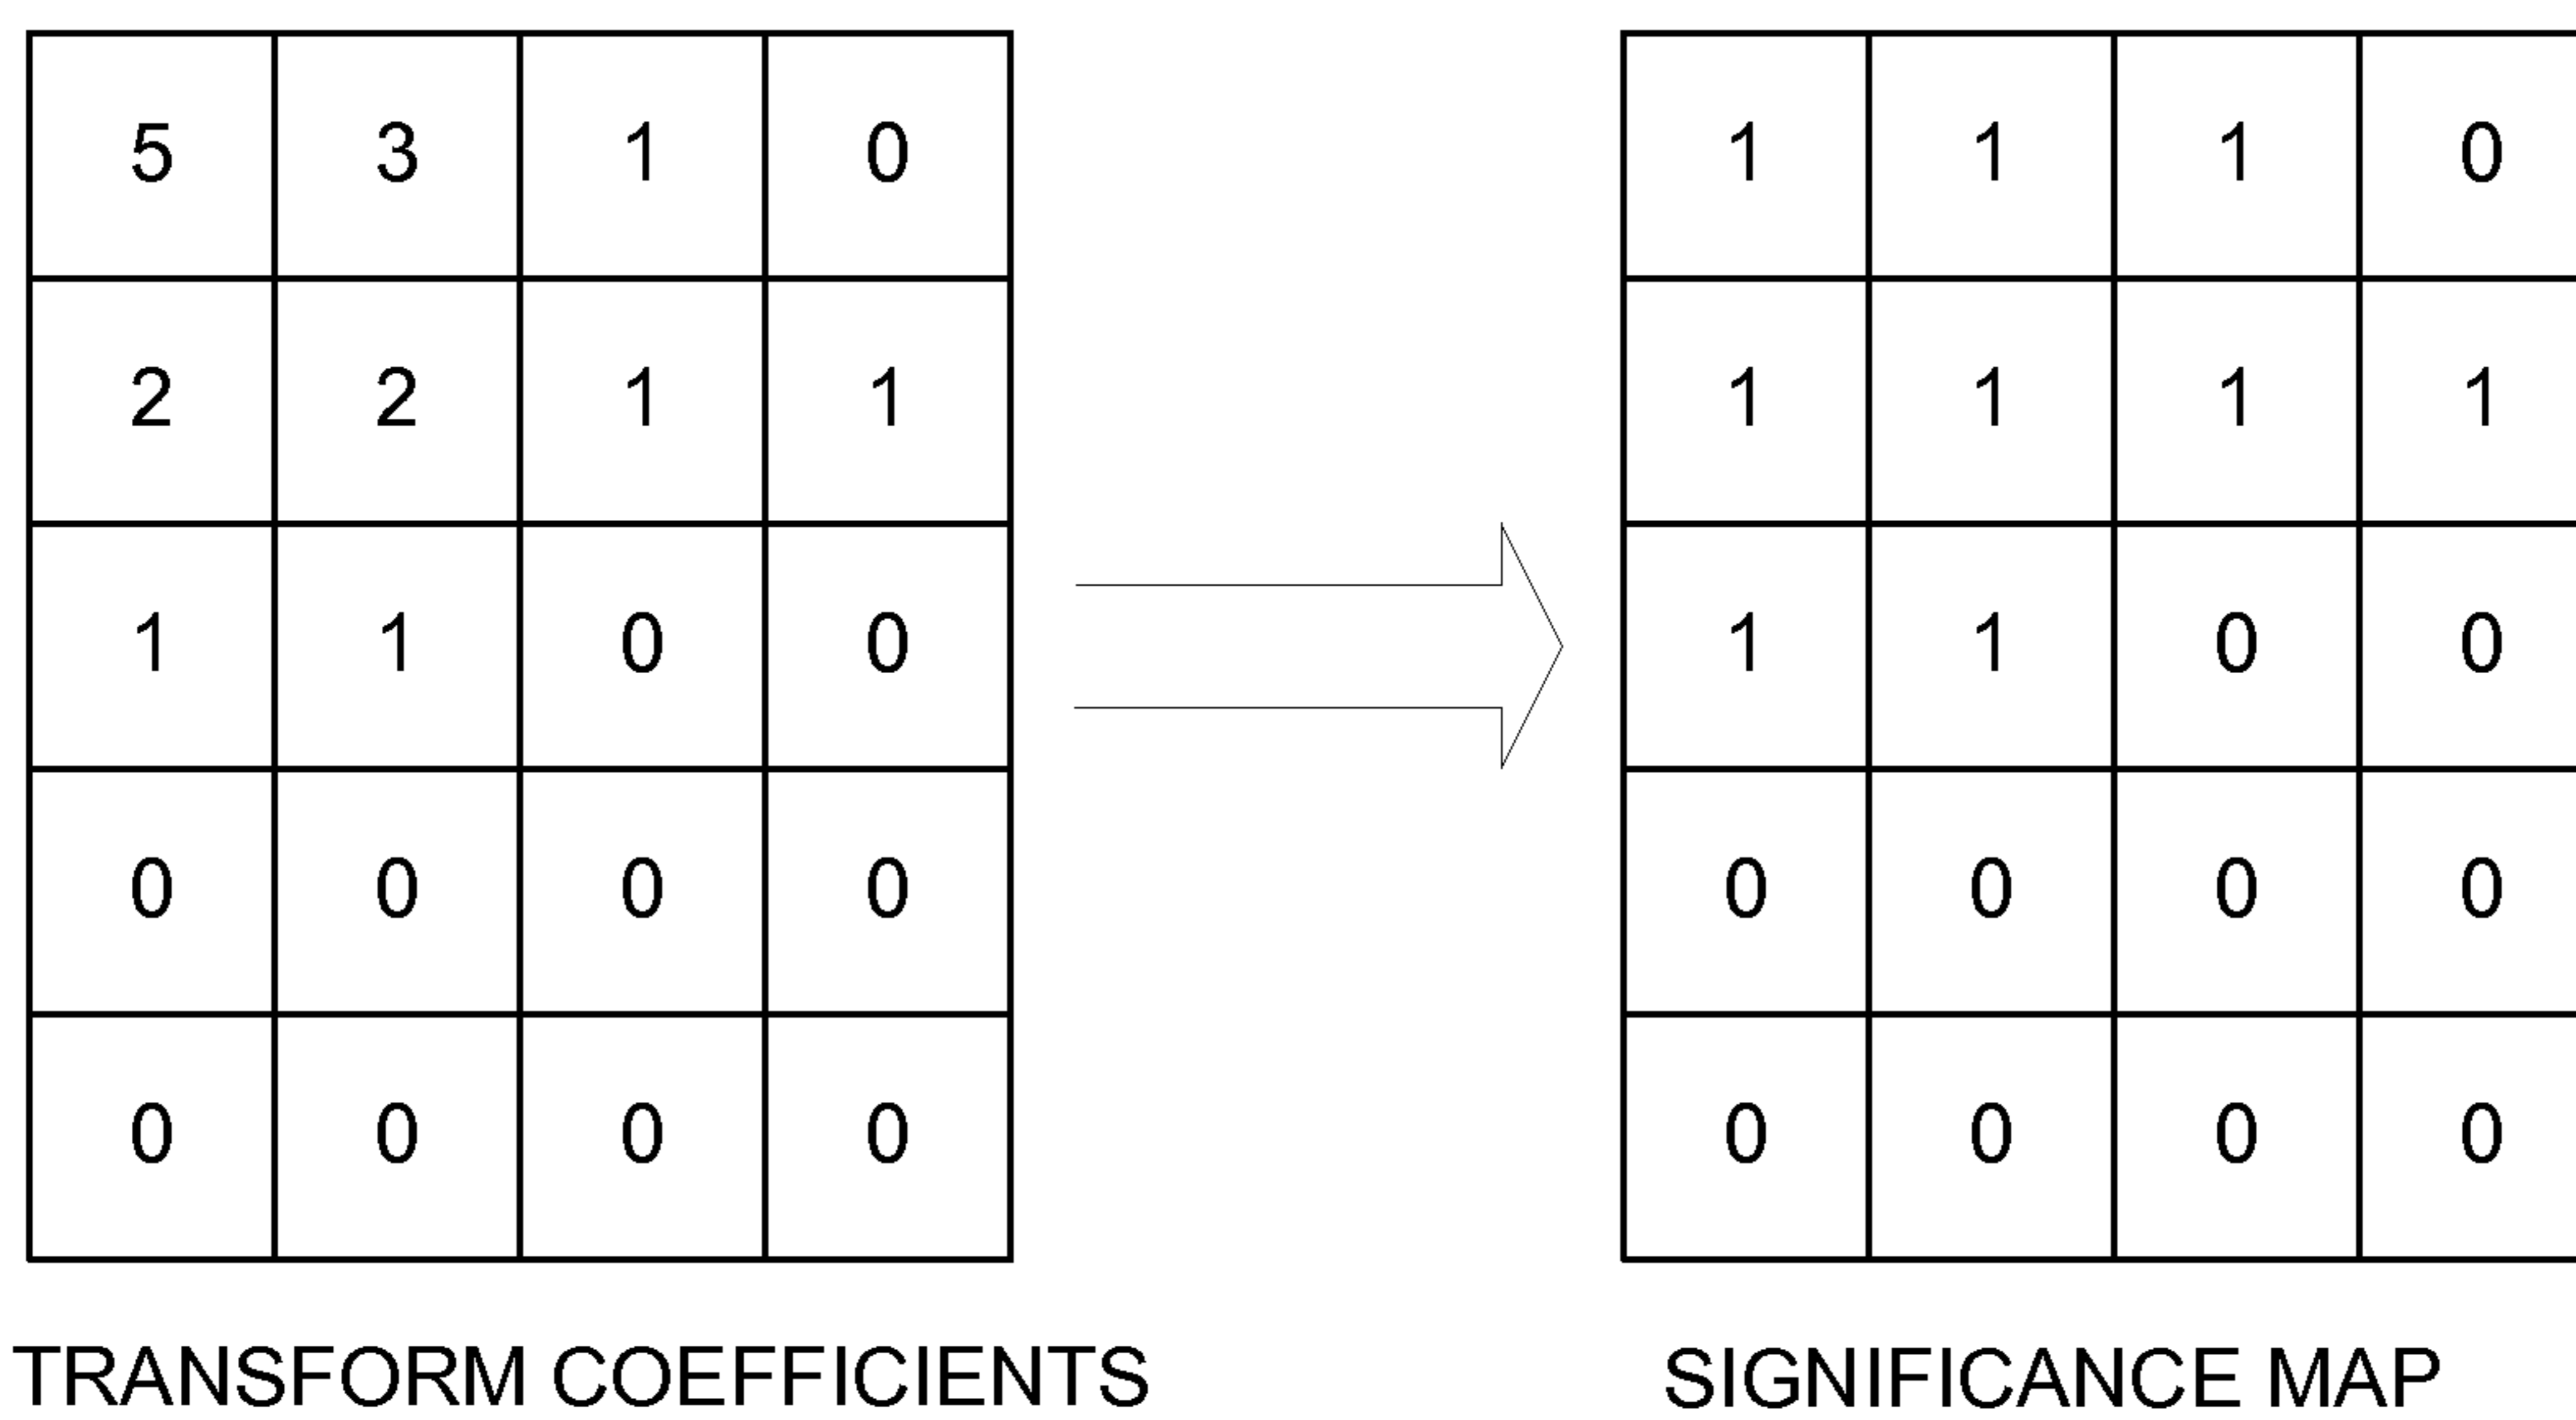 5 3 1 0 1 1 1 0
2 2 1 1 1 1 1 1
1 1 0 0 1 1 0 0
0 0 0 0 0 0 0 0
0 0 0 0 0 0 0 0
TRANSFORM COEFFICIENTS SIGNIFICANCE MAP